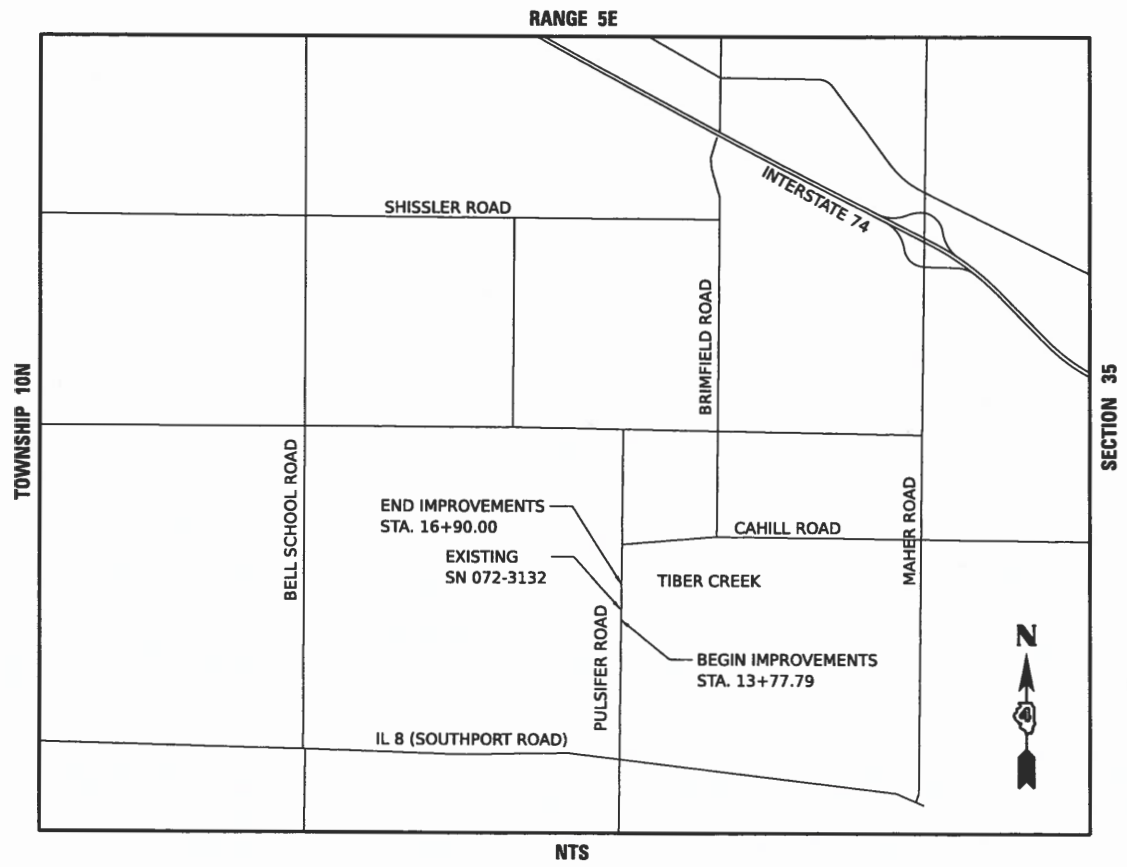 RANGE 5E
INTERSTATE 74
SHISSLER ROAD
BRIMFIELD ROAD
TOWNSHIP 10N
SECTION 35
BELL SCHOOL ROAD
END IMPROVEMENTS
STA. 16+90.00
EXISTING
SN 072-3132
CAHILL ROAD
MAHER ROAD
TIBER CREEK
PULSIFER ROAD
BEGIN IMPROVEMENTS
STA. 13+77.79
N
4
IL 8 (SOUTHPORT ROAD)
NTS